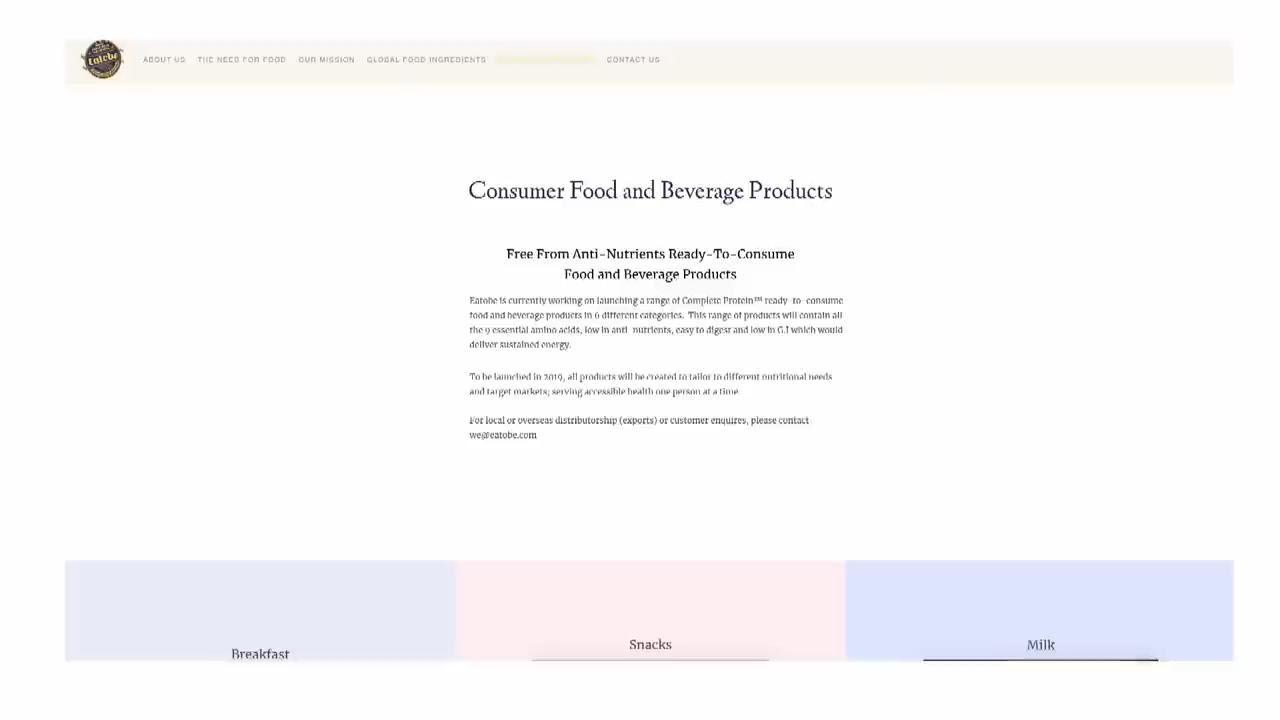 Eatobe
ABOUT US THE NEED FOR FOOD OUR MISSION GLOBAL FOOD INGREDIENTS CONTACT US
Consumer Food and Beverage Products
Free From Anti-Nutrients Ready-To-Consume
Food and Beverage Products
Eatobe is currently working on launching a range of Complete Protein™ ready-to-consume
food and beverage products in 6 different categories. This range of products will contain all
the 9 essential amino acids, low in anti-nutrients, easy to digest and low in G.I which would
deliver sustained energy.
To be launched in 2019, all products will be created to tailor to different nutritional needs
and target markets; serving accessible health one person at a time
For local or overseas distributorship (exports) or customer enquires, please contact
we@eatobe.com
Breakfast
Snacks
Milk